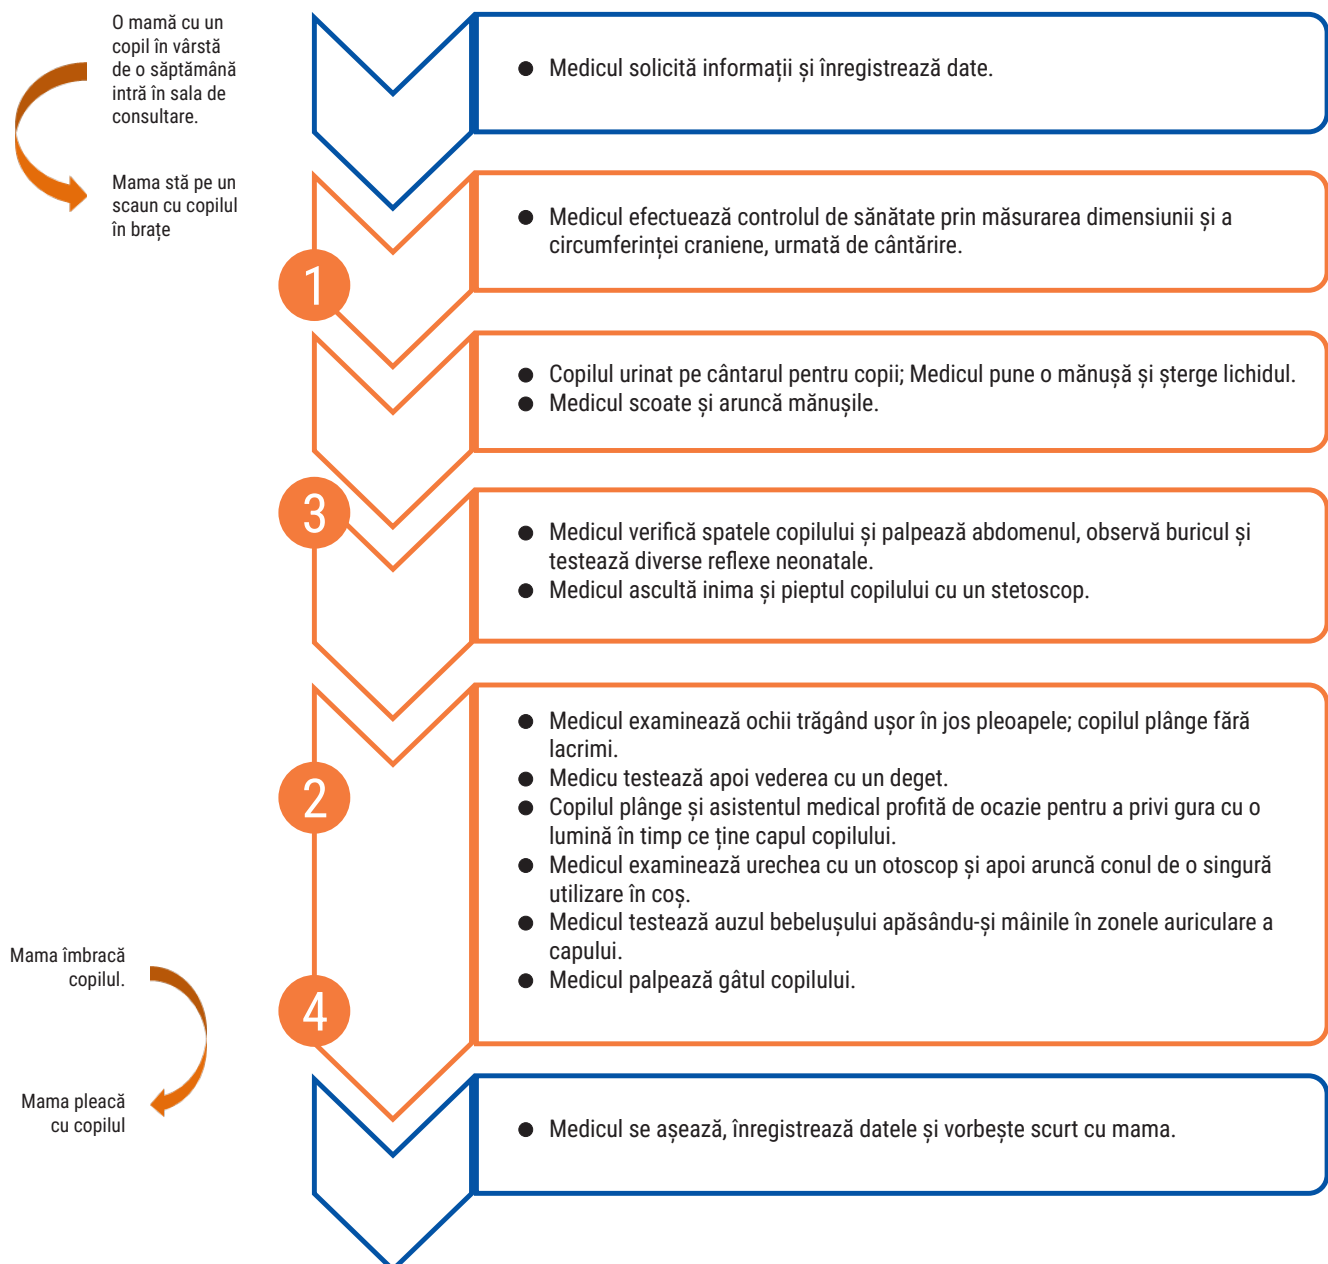 O mamă cu un
copil în vârstă
de o săptămână
intră în sala de
consultare.
Mama stă pe un
scaun cu copilul
în brațe
● Medicul solicită informații și înregistrează date.
1
● Medicul efectuează controlul de sănătate prin măsurarea dimensiunii și a
circumferinței craniene, urmată de cântărire.
● Copilul urinat pe cântarul pentru copii; Medicul pune o mănușă și șterge lichidul.
● Medicul scoate și aruncă mănușile.
3
● Medicul verifică spatele copilului și palpează abdomenul, observă buricul și
testează diverse reflexe neonatale.
● Medicul ascultă inima și pieptul copilului cu un stetoscop.
2
● Medicul examinează ochii trăgând ușor în jos pleoapele; copilul plânge fără
lacrimi.
● Medicu testează apoi vederea cu un deget.
● Copilul plânge și asistentul medical profită de ocazie pentru a privi gura cu o
lumină în timp ce ține capul copilului.
● Medicul examinează urechea cu un otoscop și apoi aruncă conul de o singură
utilizare în coș.
● Medicul testează auzul bebelușului apăsându-și mâinile în zonele auriculare a
capului.
● Medicul palpează gâtul copilului.
4
Mama îmbracă
copilul.
Mama pleacă
cu copilul
● Medicul se așează, înregistrează datele și vorbește scurt cu mama.